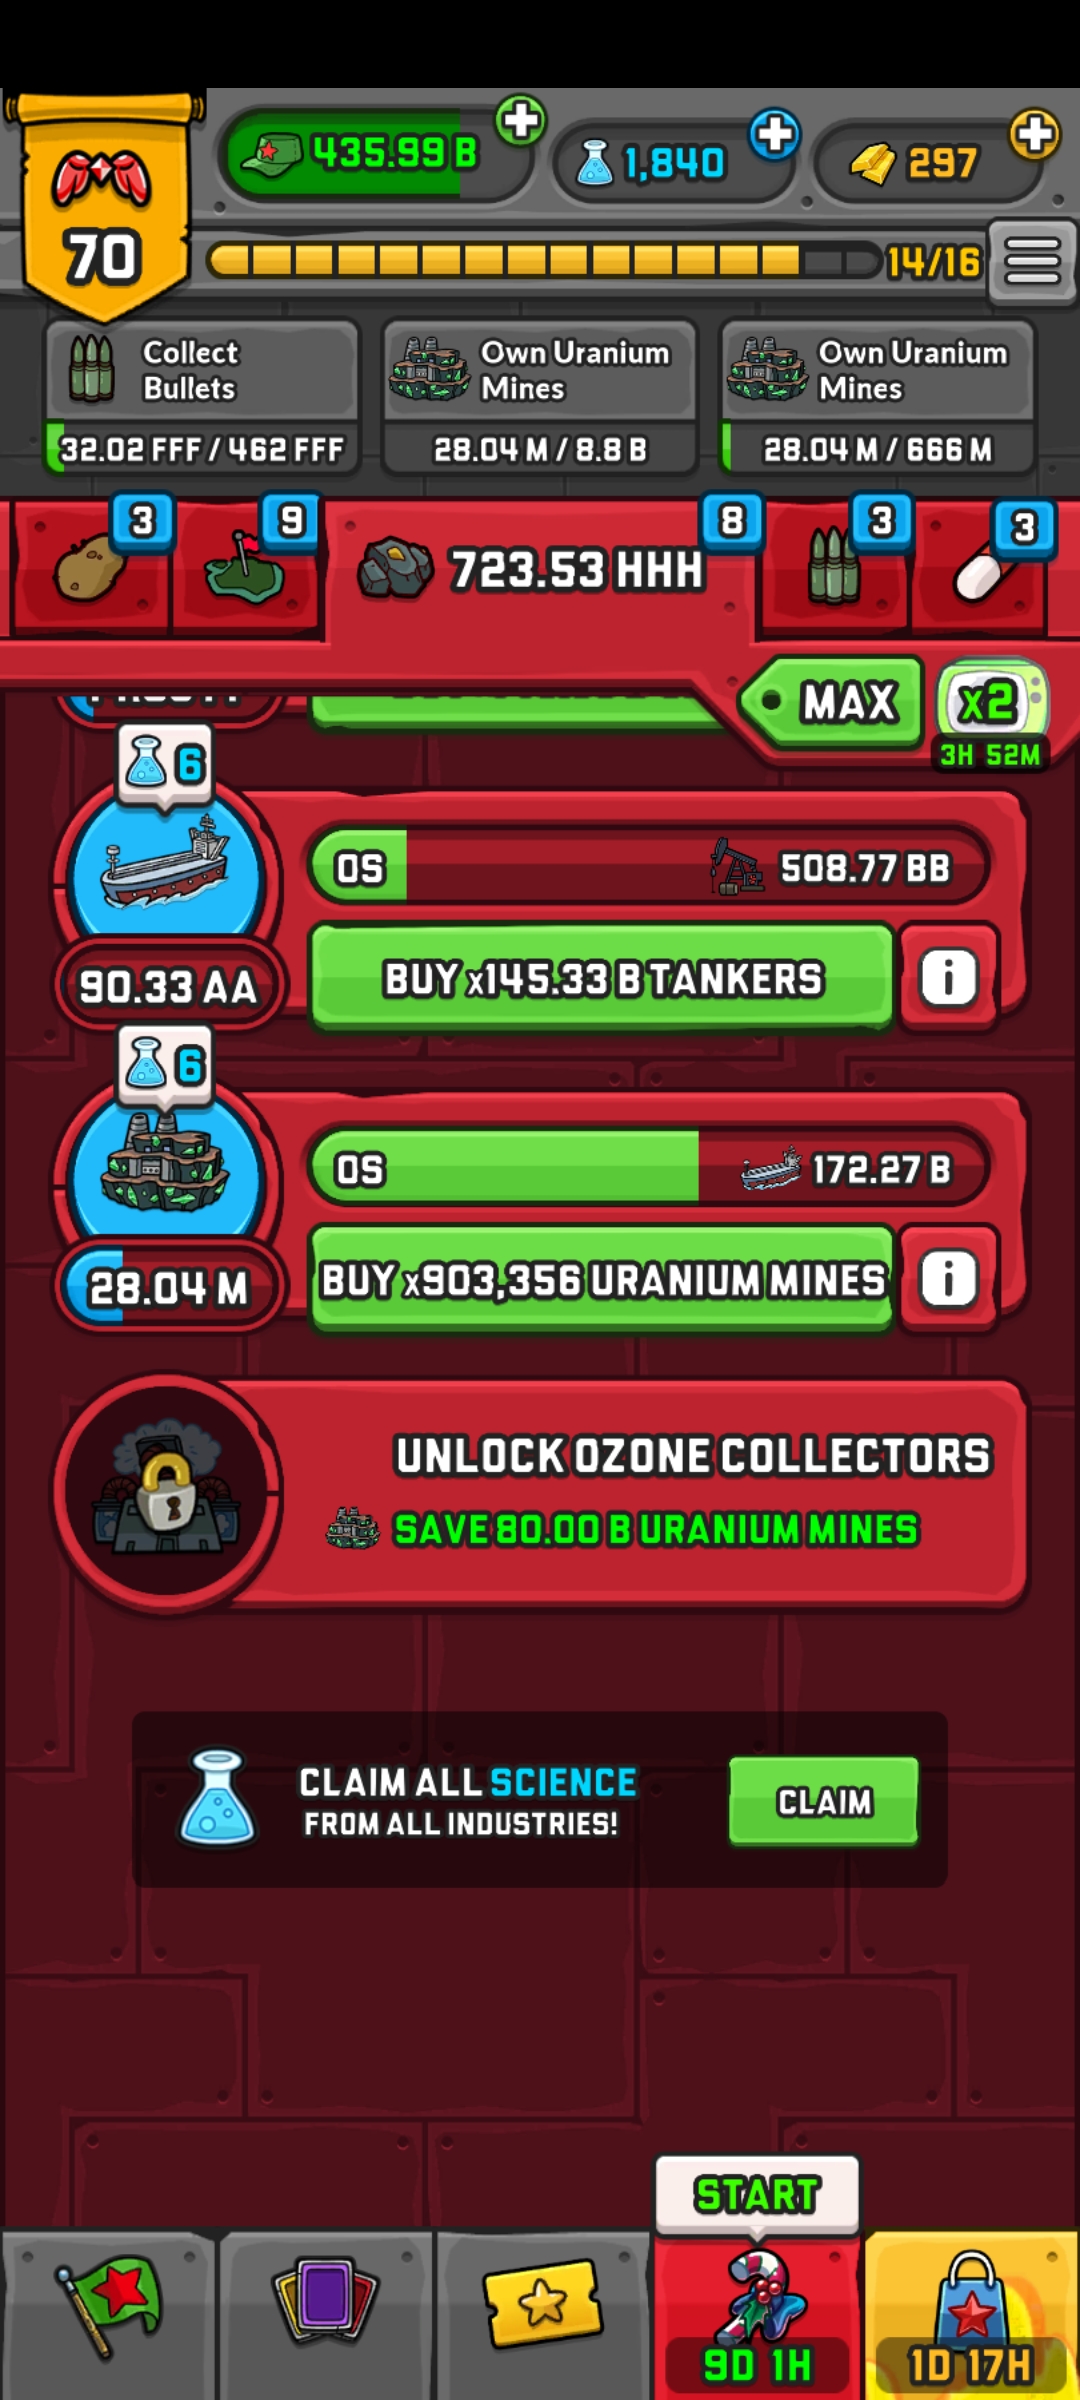 435.99 B
1,840
297
70
14/16
Collect
Bullets
32.02 FFF / 462 FFF
Own Uranium
Mines
28.04 M / 8.8 B
Own Uranium
Mines
28.04 M / 666 M
3
9
723.53 HHH
8
3
3
MAX
x2
3H 52M
6
0S
508.77 BB
90.33 AA
BUY x145.33 B TANKERS
i
6
0S
172.27 B
28.04 M
BUY x903,356 URANIUM MINES
i
UNLOCK OZONE COLLECTORS
SAVE 80.00 B URANIUM MINES
CLAIM ALL SCIENCE
FROM ALL INDUSTRIES!
CLAIM
START
9D 1H
1D 17H